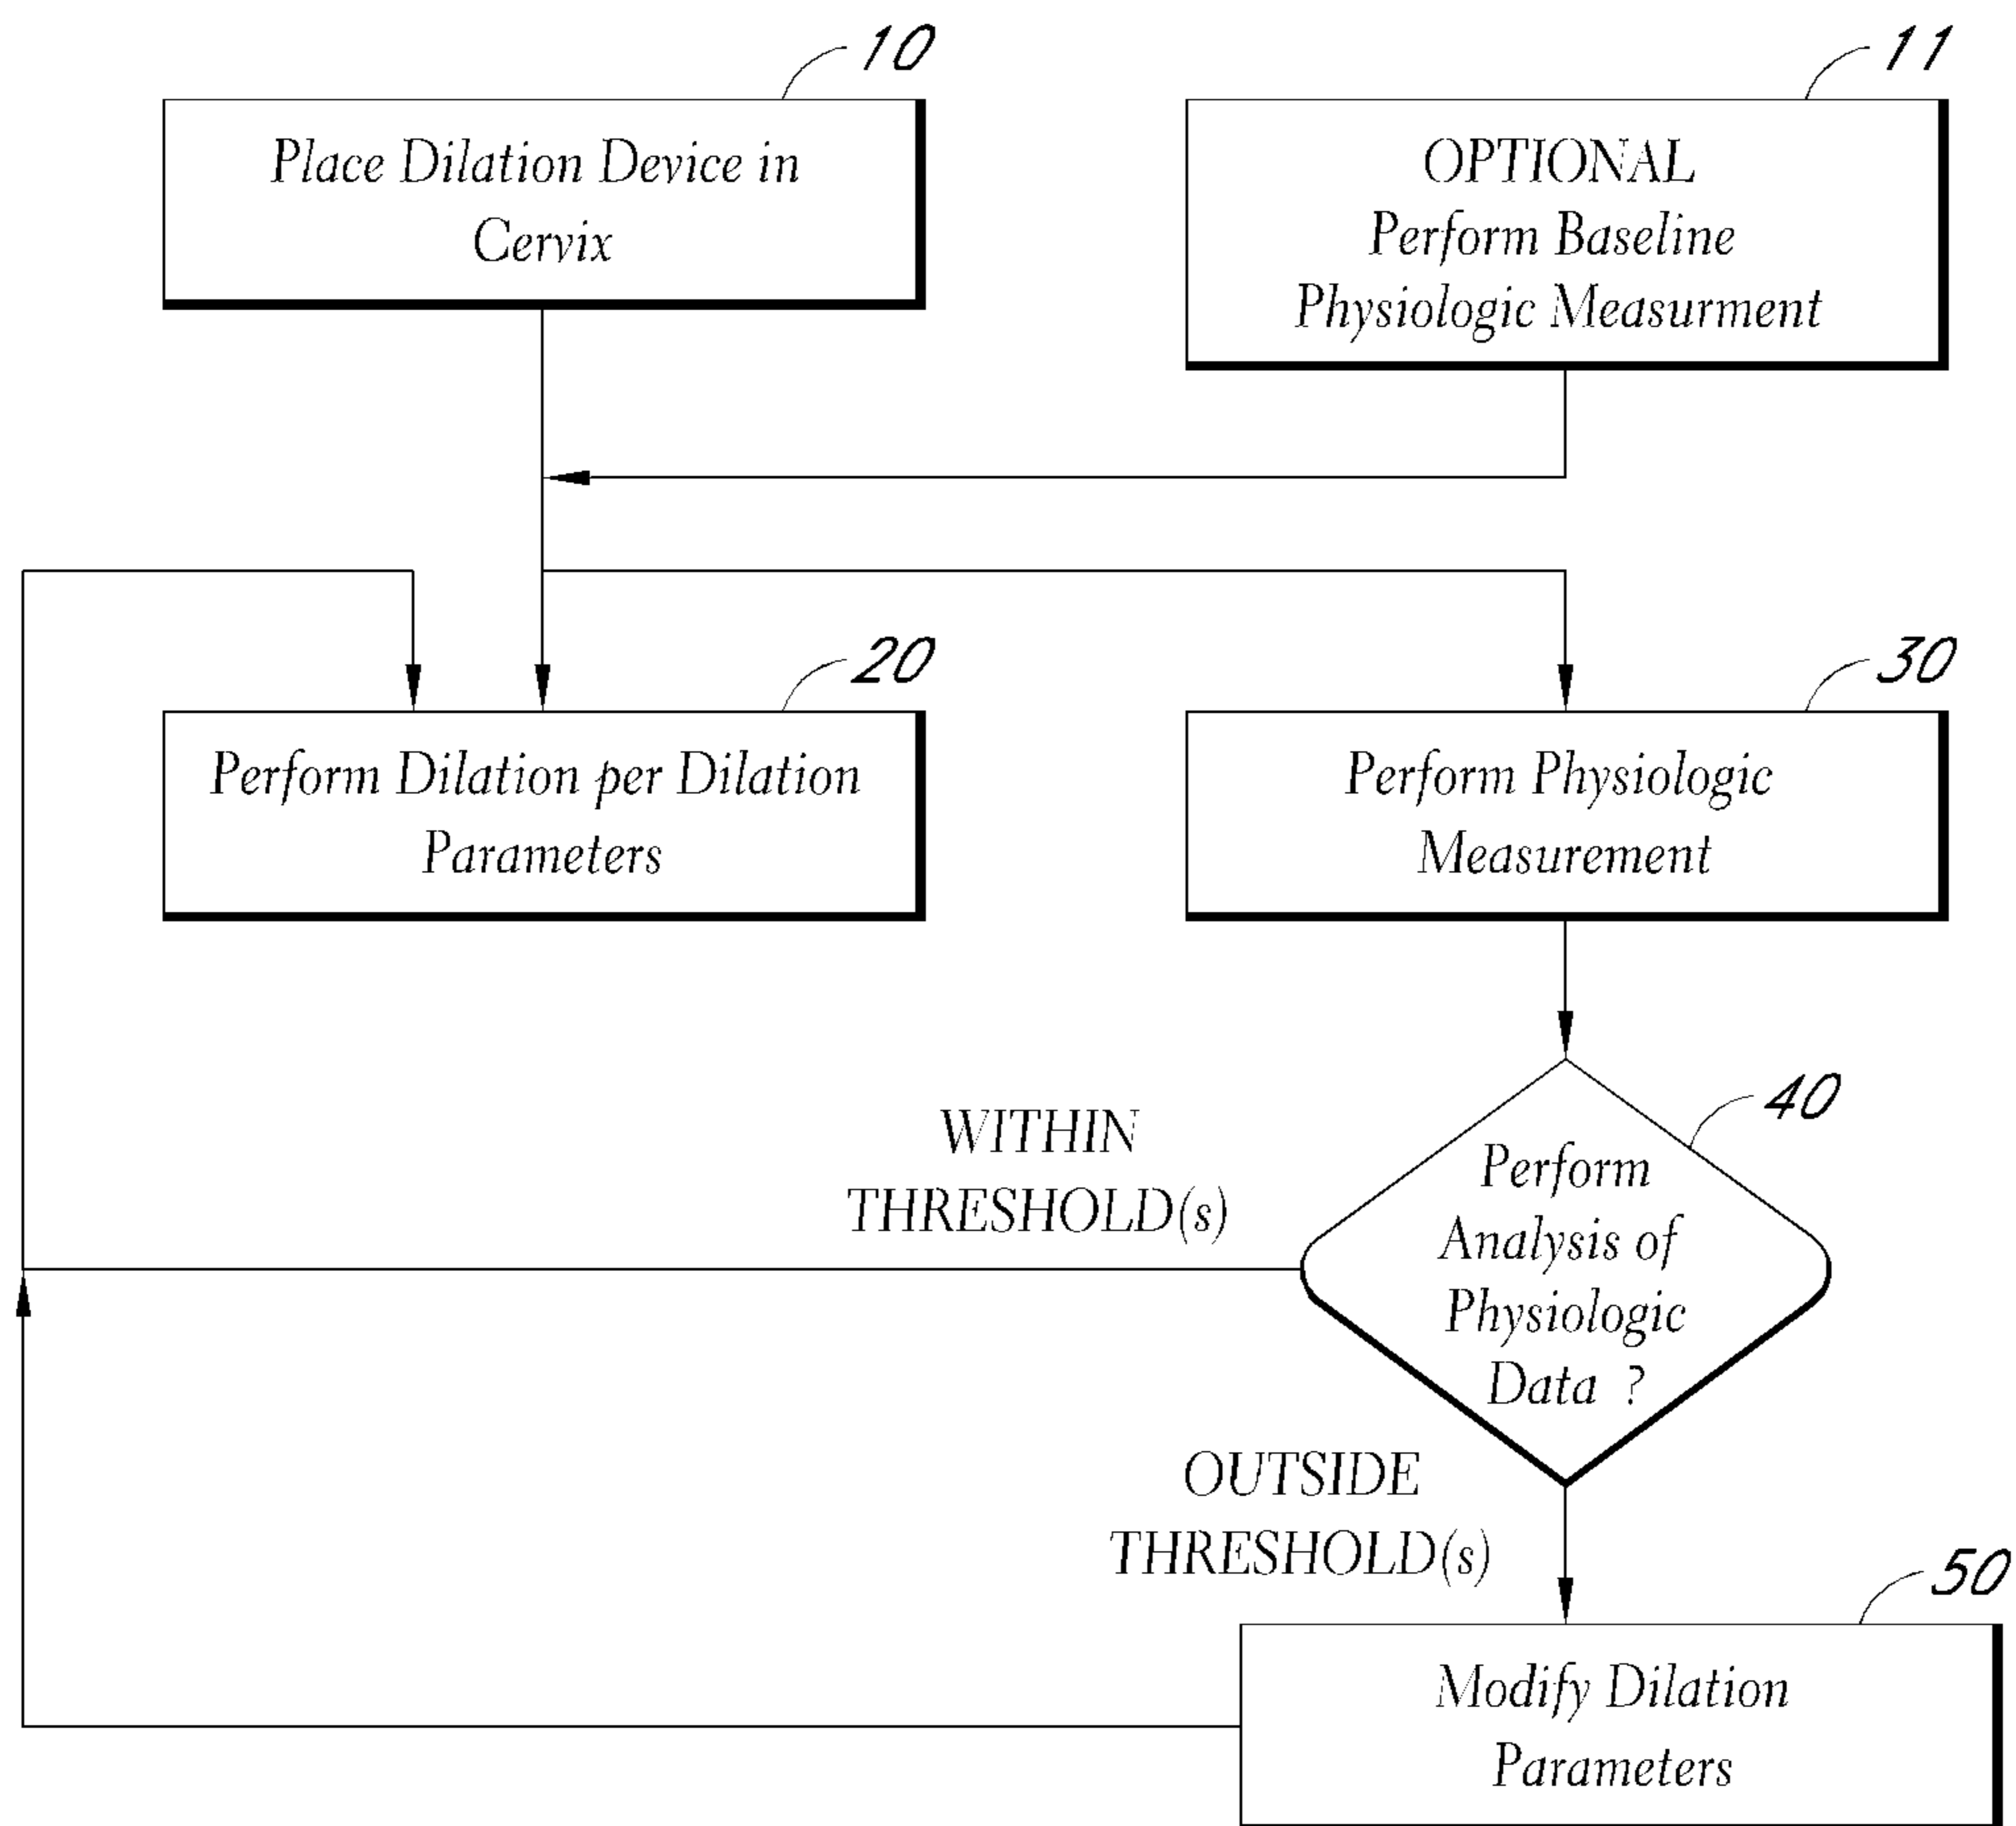 10
Place Dilation Device in
Cervix
11
OPTIONAL
Perform Baseline
Physiologic Measurment
20
Perform Dilation per Dilation
Parameters
30
Perform Physiologic
Measurement
40
Perform
Analysis of
Physiologic
Data ?
WITHIN
THRESHOLD(s)
OUTSIDE
THRESHOLD(s)
50
Modify Dilation
Parameters